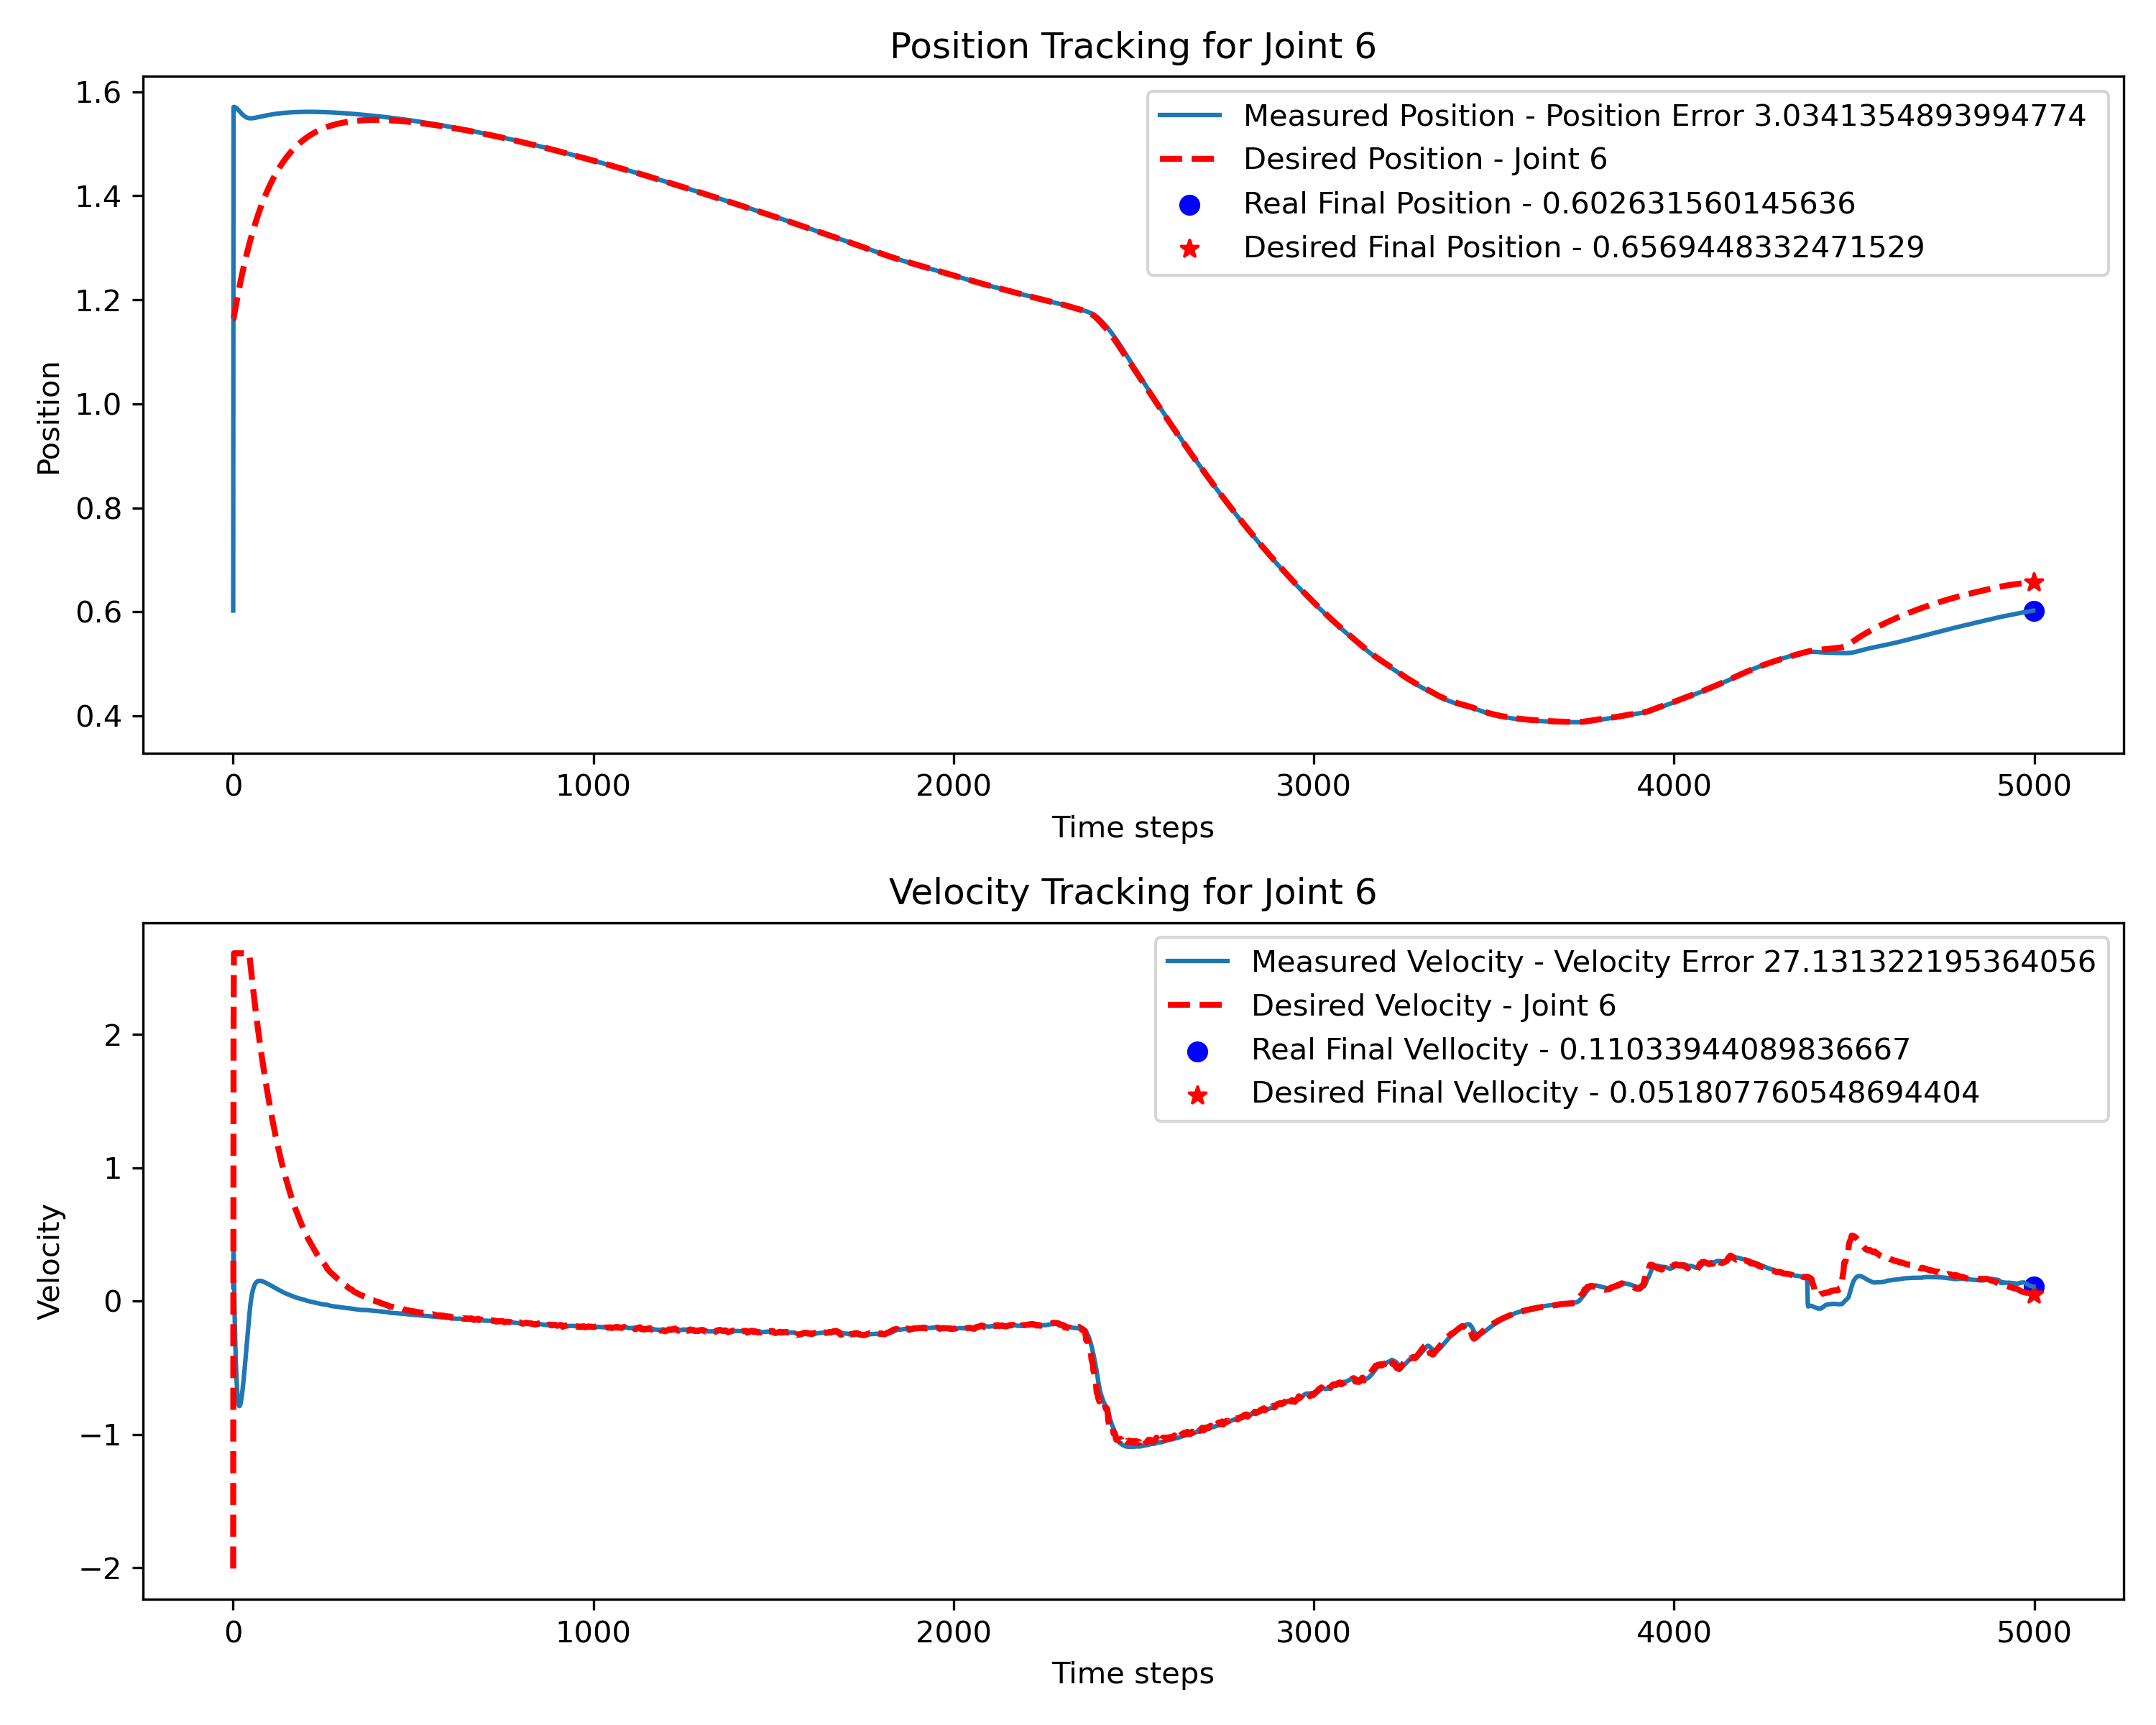 Position Tracking for Joint 6
Measured Position - Position Error 3.0341354893994774
Desired Position - Joint 6
Real Final Position - 0.602631560145636
Desired Final Position - 0.6569448332471529
1.6
1.4
1.2
1.0
0.8
0.6
0.4
Position
0 1000 2000 3000 4000 5000
Time steps
Velocity Tracking for Joint 6
Measured Velocity - Velocity Error 27.131322195364056
Desired Velocity - Joint 6
Real Final Vellocity - 0.11033944089836667
Desired Final Vellocity - 0.051807760548694404
2
1
0
−1
−2
Velocity
0 1000 2000 3000 4000 5000
Time steps